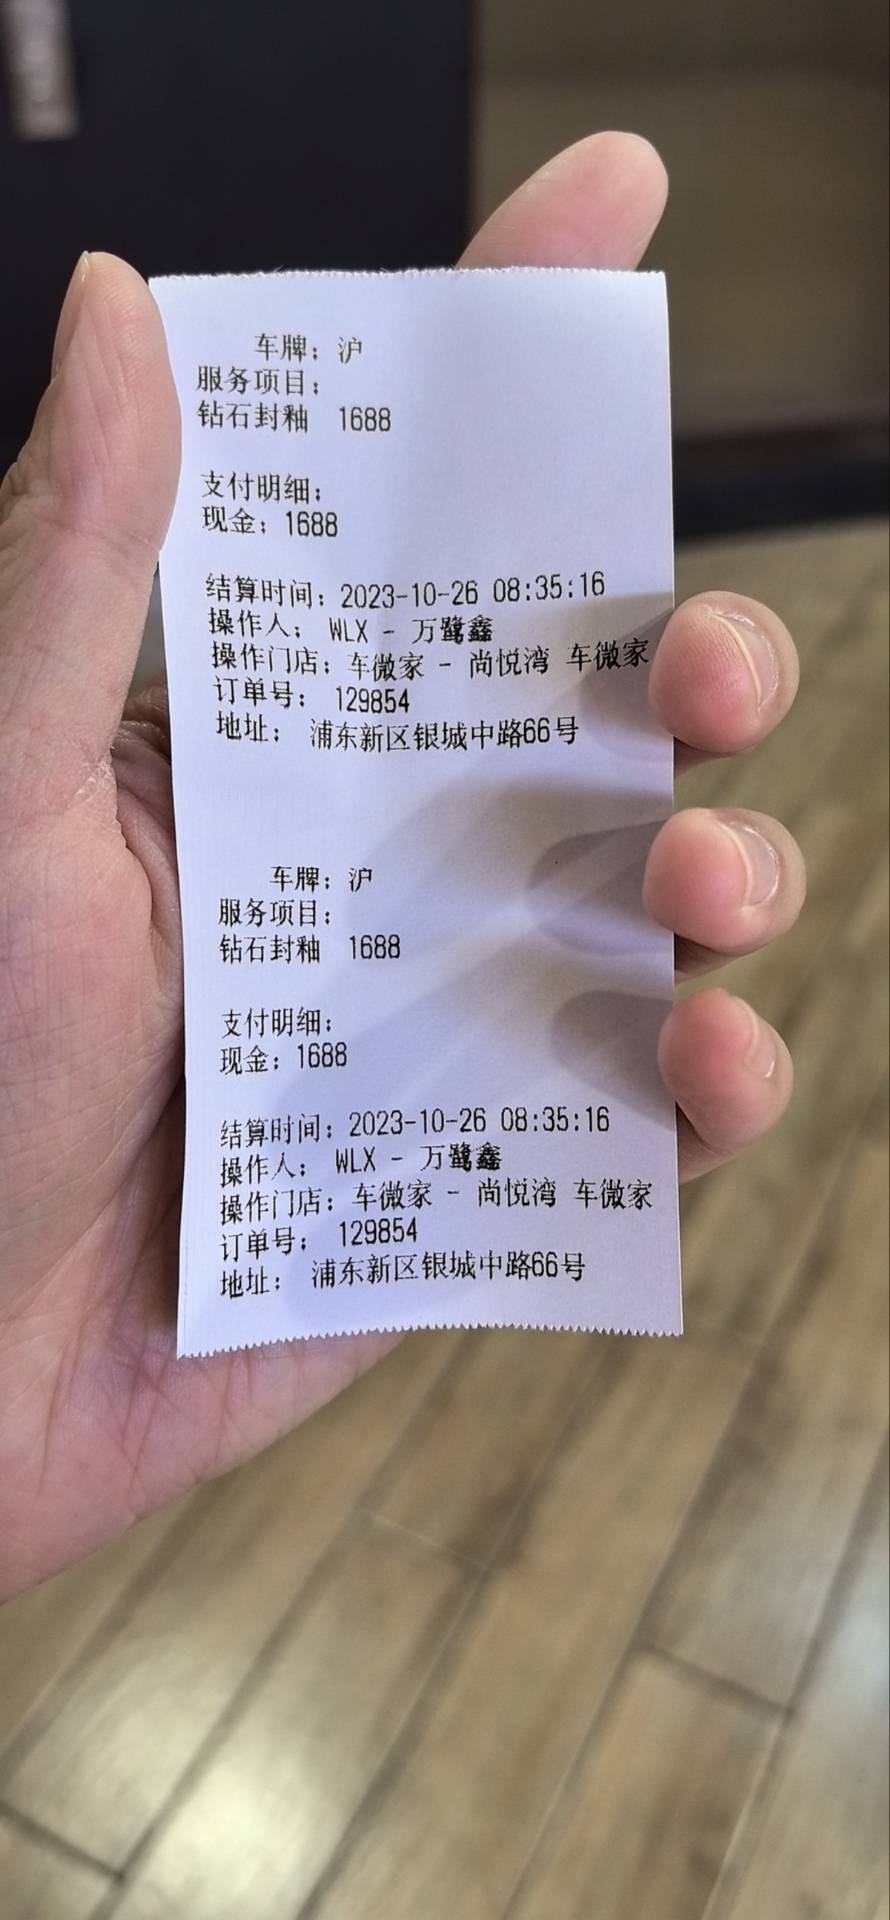 车牌：沪
服务项目：
钻石封釉 1688
支付明细：
现金：1688
结算时间：2023-10-26 08:35:16
操作人： WLX - 万鹭鑫
操作门店：车微家 - 尚悦湾 车微家
订单号： 129854
地址： 浦东新区银城中路66号
车牌：沪
服务项目：
钻石封釉 1688
支付明细：
现金：1688
结算时间：2023-10-26 08:35:16
操作人： WLX - 万鹭鑫
操作门店：车微家 - 尚悦湾 车微家
订单号： 129854
地址： 浦东新区银城中路66号